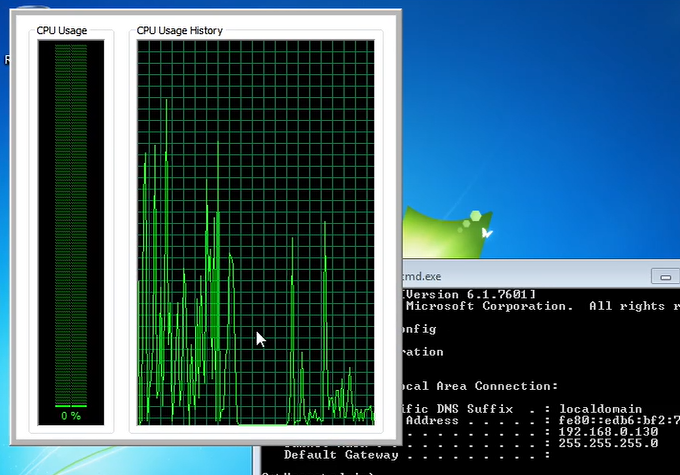 CPU Usage
CPU Usage History
0 %
cmd.exe
[Version 6.1.7601]
Microsoft Corporation. All rights
onfig
ration
ocal Area Connection:
ific DNS Suffix . : localdomain
Address . . . . . : fe80::edb6:bf2:7
. . . . . . . . . : 192.168.0.130
. . . . . . . . . : 255.255.255.0
Default Gateway . . . . . . . . . :